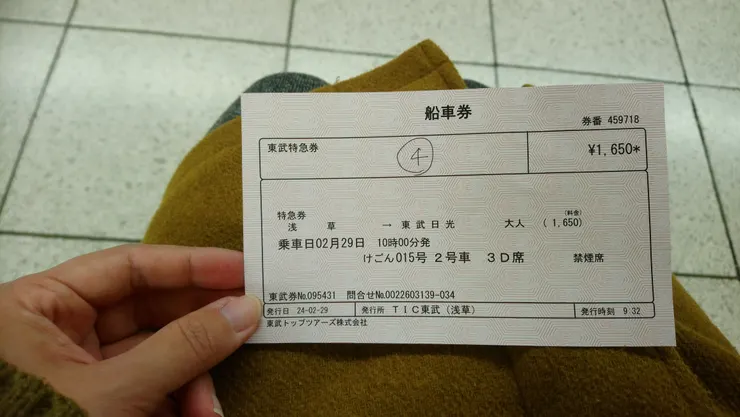 船車券
券番 459718
東武特急券 ④ ¥1,650*
特急券 (料金)
浅草 → 東武日光 大人 (1,650)
乗車日02月29日 10時00分発
けごん015号 2号車 3D席 禁煙席
東武券No.095431 問合せNo.0022603139-034
発行日 24-02-29 発行所 TIC東武(浅草) 発行時刻 9:32
東武トップツアーズ株式会社